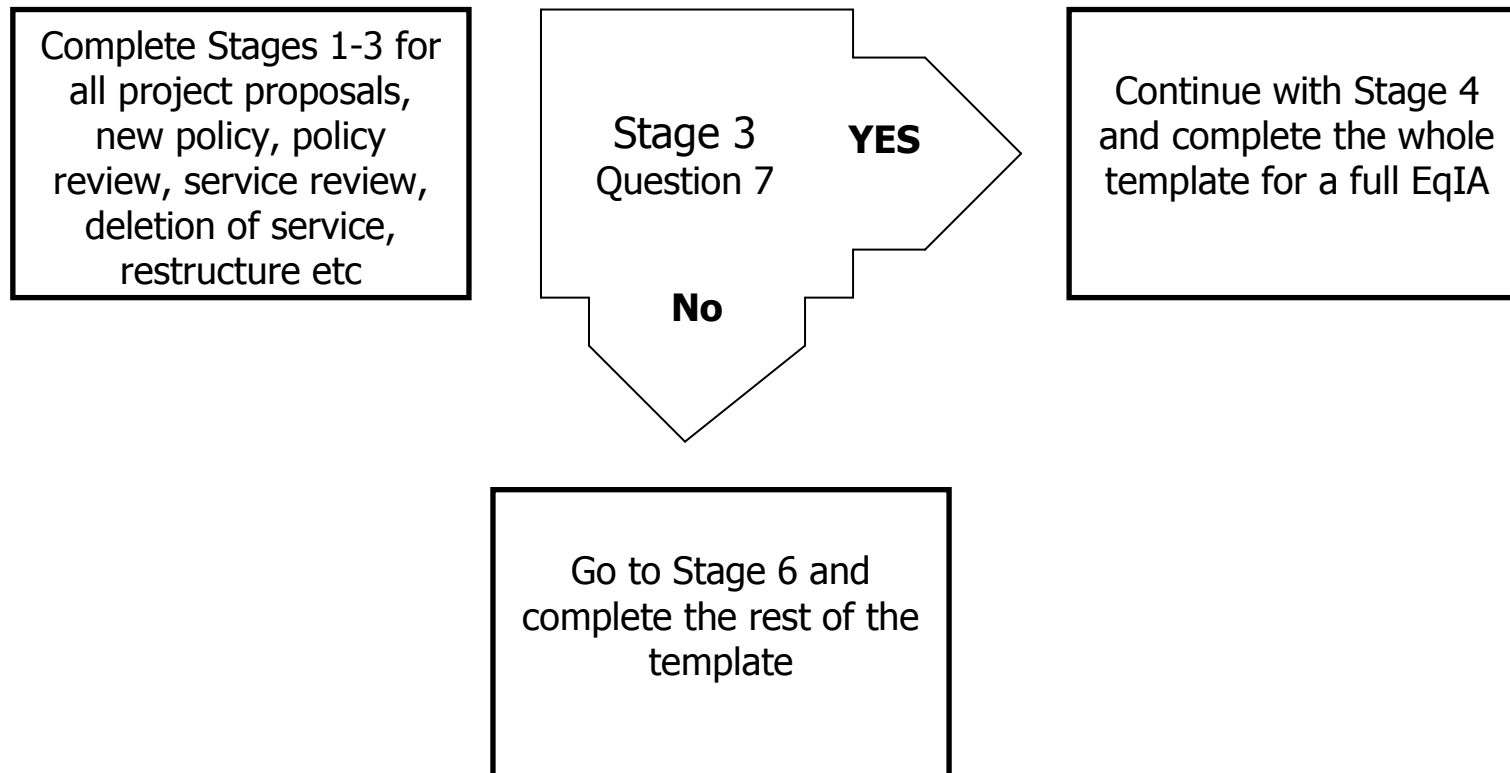 Complete Stages 1-3 for
all project proposals,
new policy, policy
review, service review,
deletion of service,
restructure etc
Stage 3
Question 7
YES
No
Continue with Stage 4
and complete the whole
template for a full EqIA
Go to Stage 6 and
complete the rest of the
template